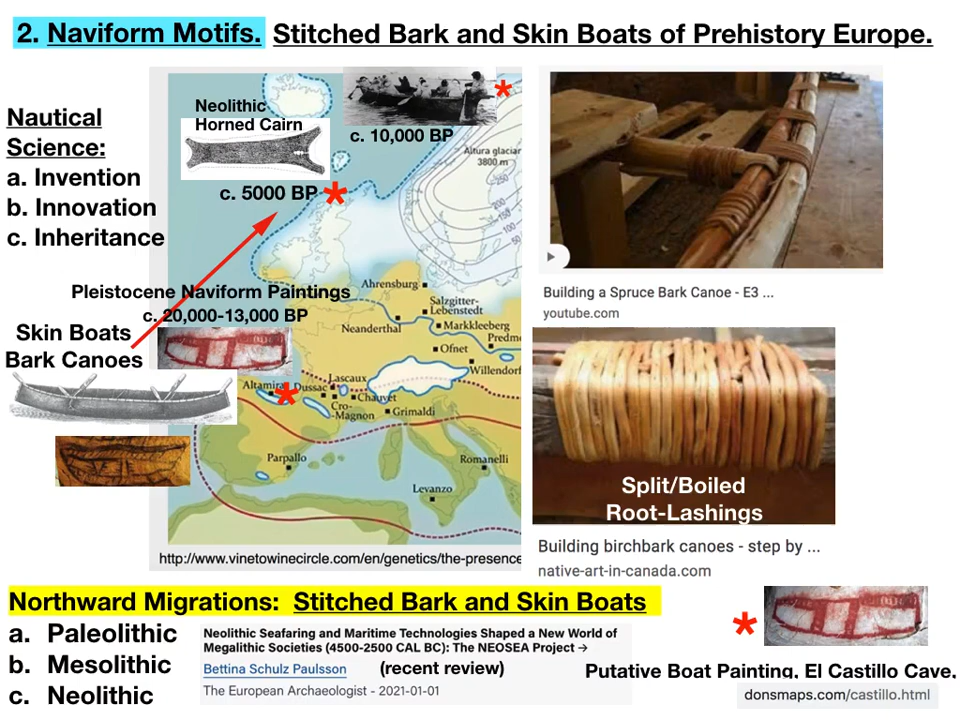 2. Naviform Motifs. Stitched Bark and Skin Boats of Prehistory Europe.
Nautical
Science:
a. Invention
b. Innovation
c. Inheritance
Neolithic
Horned Cairn
c. 5000 BP
c. 10,000 BP
Altura glaciar
3800 m
250
200
150
100
50
Pleistocene Naviform Paintings
c. 20,000-13,000 BP
Skin Boats
Bark Canoes
Ahrensburg
Salzgitter-
Lebenstedt
Neanderthal
Markkleeberg
Predm
Ofnet
Willendorf
Altamira
Dussac
Lascaux
Chauvet
Cro-
Magnon
Grimaldi
Parpallo
Romanelli
Levanzo
http://www.vinetowinecircle.com/en/genetics/the-presence
Building a Spruce Bark Canoe - E3 ...
youtube.com
Split/Boiled
Root-Lashings
Building birchbark canoes - step by ...
native-art-in-canada.com
Northward Migrations: Stitched Bark and Skin Boats
a. Paleolithic
b. Mesolithic
c. Neolithic
Neolithic Seafaring and Maritime Technologies Shaped a New World of
Megalithic Societies (4500-2500 CAL BC): The NEOSEA Project →
Bettina Schulz Paulsson (recent review)
The European Archaeologist - 2021-01-01
* Putative Boat Painting, El Castillo Cave,
donsmaps.com/castillo.html